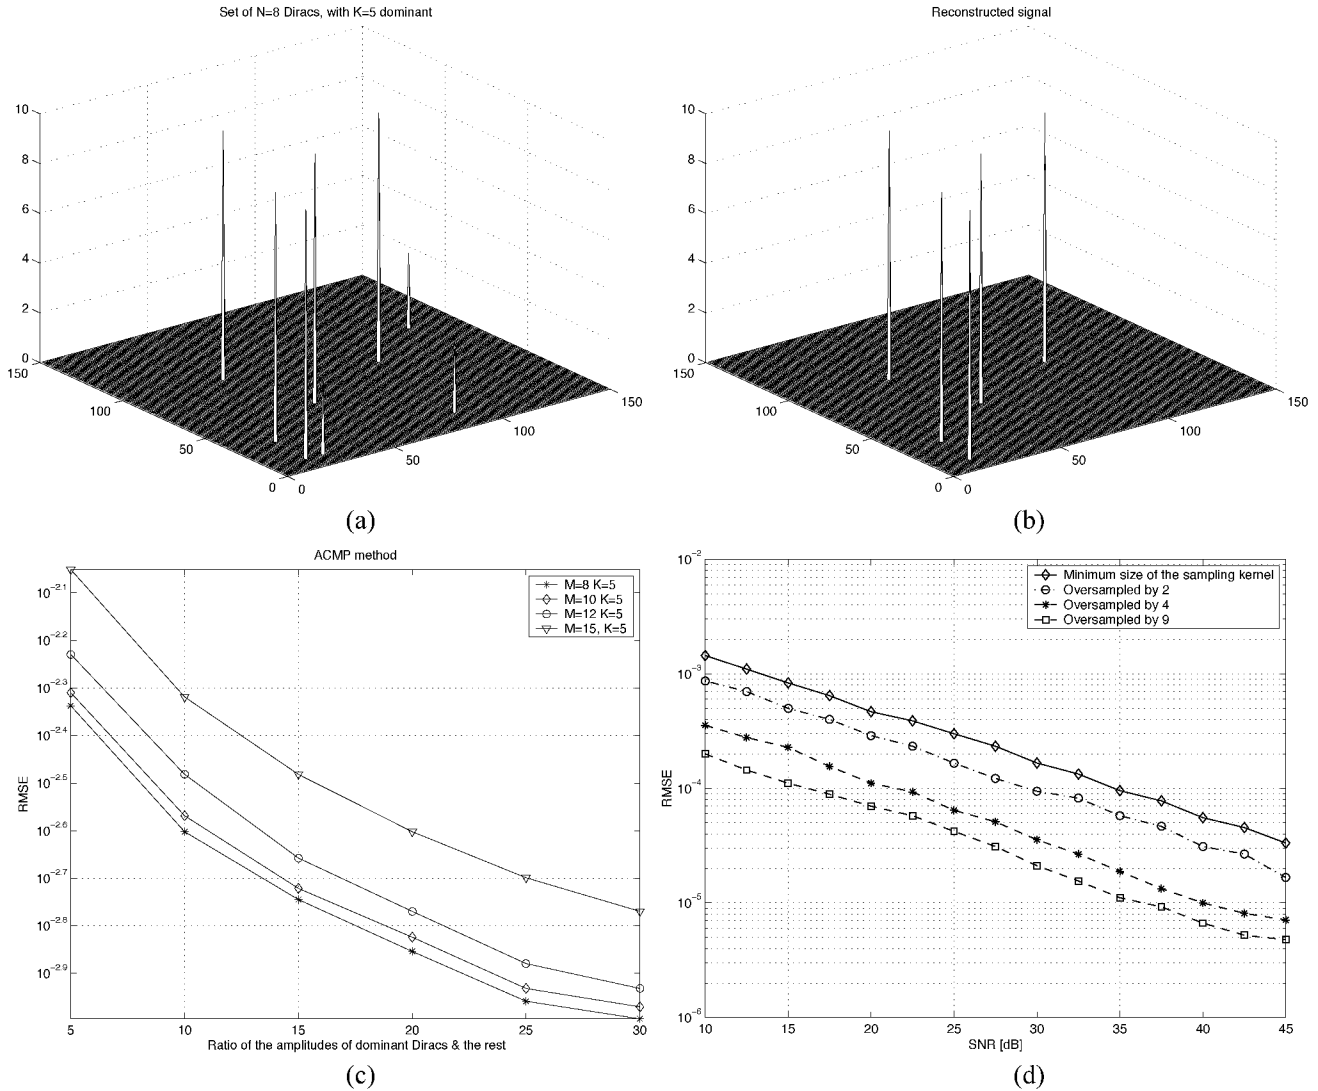 Set of N=8 Diracs, with K=5 dominant
10
8
6
4
2
0
150
100
50
0
0
50
100
150
(a)
Reconstructed signal
10
8
6
4
2
0
150
100
50
0
0
50
100
150
(b)
ACMP method
M=8 K=5
M=10 K=5
M=12 K=5
M=15, K=5
RMSE
10^-2.1
10^-2.2
10^-2.3
10^-2.4
10^-2.5
10^-2.6
10^-2.7
10^-2.8
10^-2.9
5 10 15 20 25 30
Ratio of the amplitudes of dominant Diracs & the rest
(c)
Minimum size of the sampling kernel
Oversampled by 2
Oversampled by 4
Oversampled by 9
RMSE
10^-2
10^-3
10^-4
10^-5
10^-6
10 15 20 25 30 35 40 45
SNR [dB]
(d)